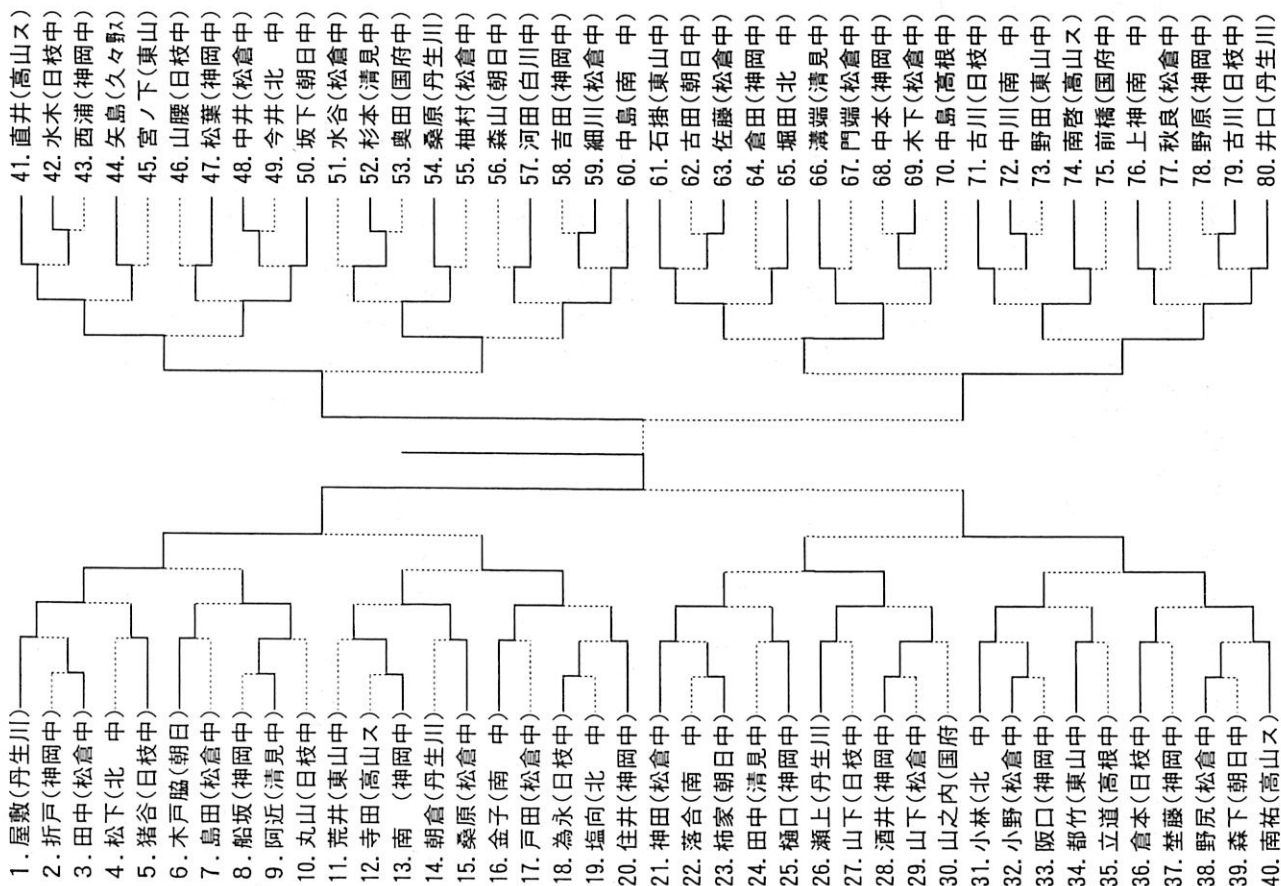 1. 屋敷(丹生川)
2. 折戸(神岡中)
3. 田中(松倉中)
4. 松下(北　中)
5. 猪谷(日枝中)
6. 木戸脇(朝日)
7. 島田(松倉中)
8. 船坂(神岡中)
9. 阿近(清見中)
10. 丸山(日枝中)
11. 荒井(東山中)
12. 寺田(高山ス)
13. 南　(神岡中)
14. 朝倉(丹生川)
15. 桑原(松倉中)
16. 金子(南　中)
17. 戸田(松倉中)
18. 為永(日枝中)
19. 塩向(北　中)
20. 住井(神岡中)
21. 神田(松倉中)
22. 落合(南　中)
23. 柿家(朝日中)
24. 田中(清見中)
25. 樋口(神岡中)
26. 瀬上(丹生川)
27. 山下(日枝中)
28. 酒井(神岡中)
29. 山下(松倉中)
30. 山之内(国府)
31. 小林(北　中)
32. 小野(松倉中)
33. 阪口(神岡中)
34. 都竹(東山中)
35. 立道(高根中)
36. 倉本(日枝中)
37. 埜藤(神岡中)
38. 野尻(松倉中)
39. 森下(朝日中)
40. 南祐(高山ス)
41. 直井(高山ス)
42. 水木(日枝中)
43. 西浦(神岡中)
44. 矢島(久々野ス)
45. 宮ノ下(東山)
46. 山腰(日枝中)
47. 松葉(神岡中)
48. 中井(松倉中)
49. 今井(北　中)
50. 坂下(朝日中)
51. 水谷(松倉中)
52. 杉本(清見中)
53. 奥田(国府中)
54. 桑原(丹生川)
55. 柚村(松倉中)
56. 森山(朝日中)
57. 河田(白川中)
58. 吉田(神岡中)
59. 細川(松倉中)
60. 中島(南　中)
61. 石掛(東山中)
62. 古田(朝日中)
63. 佐藤(松倉中)
64. 倉田(神岡中)
65. 堀田(北　中)
66. 溝端(清見中)
67. 門端(松倉中)
68. 中本(神岡中)
69. 木下(松倉中)
70. 中島(高根中)
71. 古川(日枝中)
72. 中川(南　中)
73. 野田(東山中)
74. 南啓(高山ス)
75. 前橋(国府中)
76. 上神(南　中)
77. 秋良(松倉中)
78. 野原(神岡中)
79. 古川(日枝中)
80. 井口(丹生川)